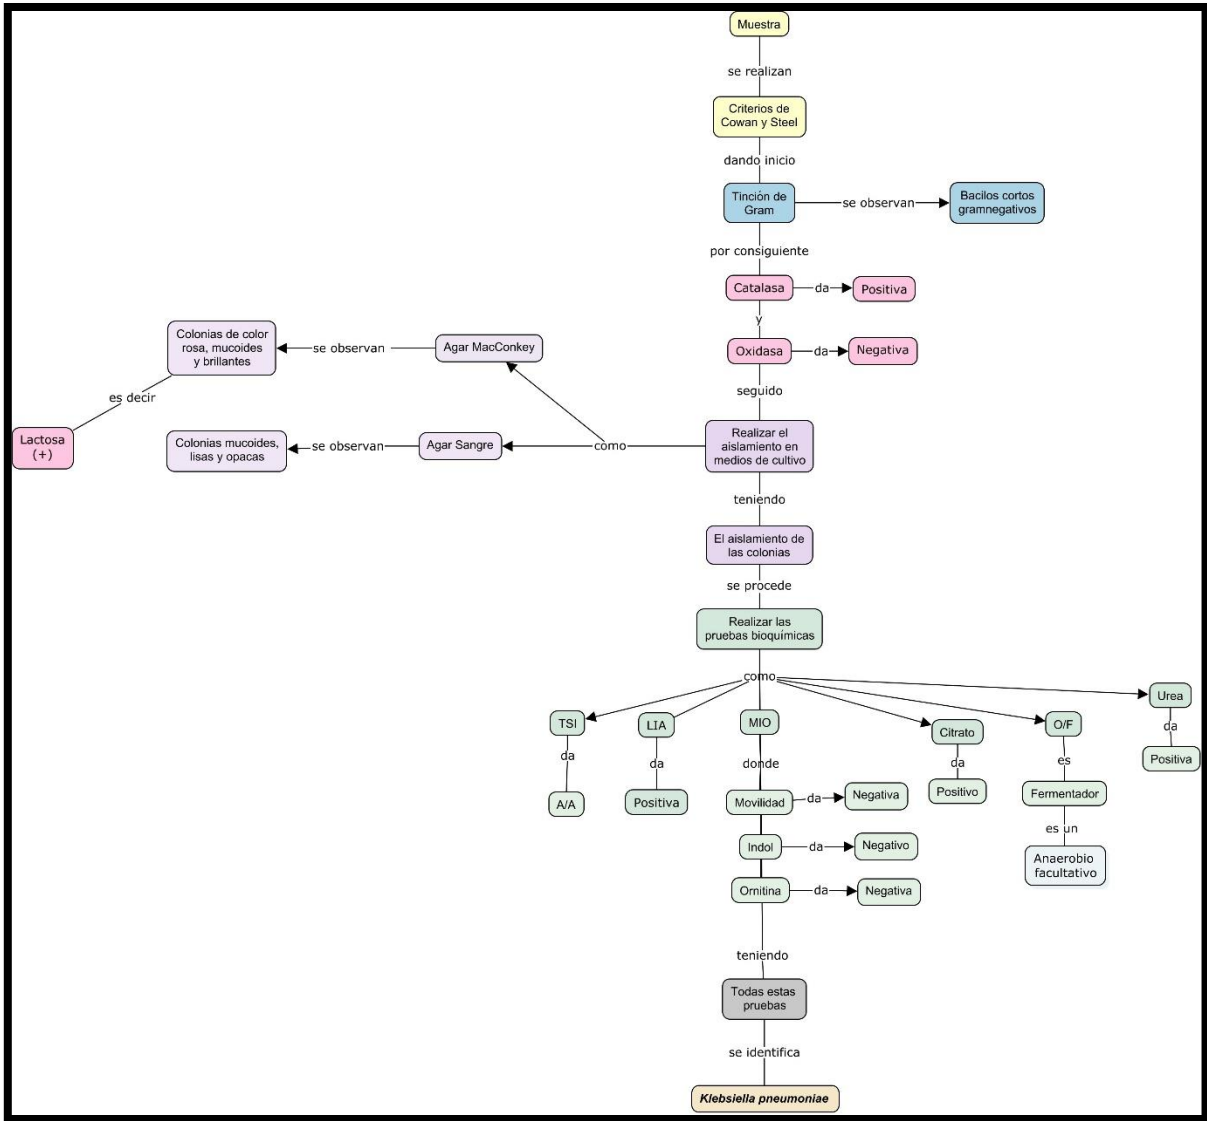 Muestra
se realizan
Criterios de
Cowan y Steel
dando inicio
Tinción de
Gram
se observan
Bacilos cortos
gramnegativos
por consiguiente
Catalasa
da
Positiva
y
Oxidasa
da
Negativa
seguido
Realizar el
aislamiento en
medios de cultivo
como
Agar MacConkey
se observan
Colonias de color
rosa, mucoides
y brillantes
es decir
Lactosa
(+)
Agar Sangre
se observan
Colonias mucoides,
lisas y opacas
teniendo
El aislamiento de
las colonias
se procede
Realizar las
pruebas bioquímicas
como
TSI
da
A/A
LIA
da
Positiva
MIO
donde
Movilidad
da
Negativa
Indol
da
Negativo
Ornitina
da
Negativa
Citrato
da
Positivo
O/F
es
Fermentador
es un
Anaerobio
facultativo
Urea
da
Positiva
teniendo
Todas estas
pruebas
se identifica
Klebsiella pneumoniae